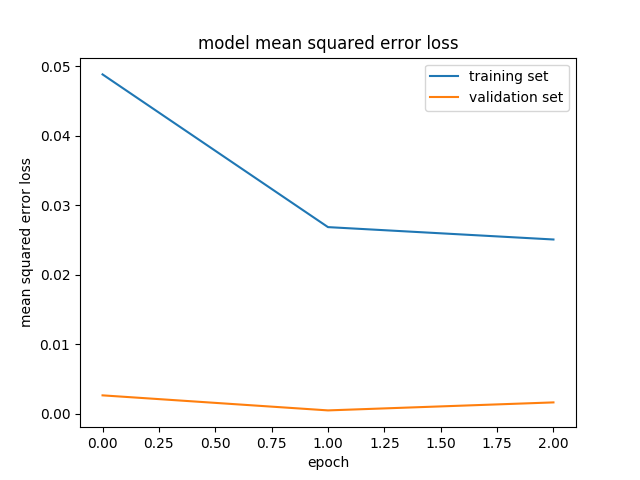 model mean squared error loss
training set
validation set
mean squared error loss
0.05
0.04
0.03
0.02
0.01
0.00
0.00 0.25 0.50 0.75 1.00 1.25 1.50 1.75 2.00
epoch